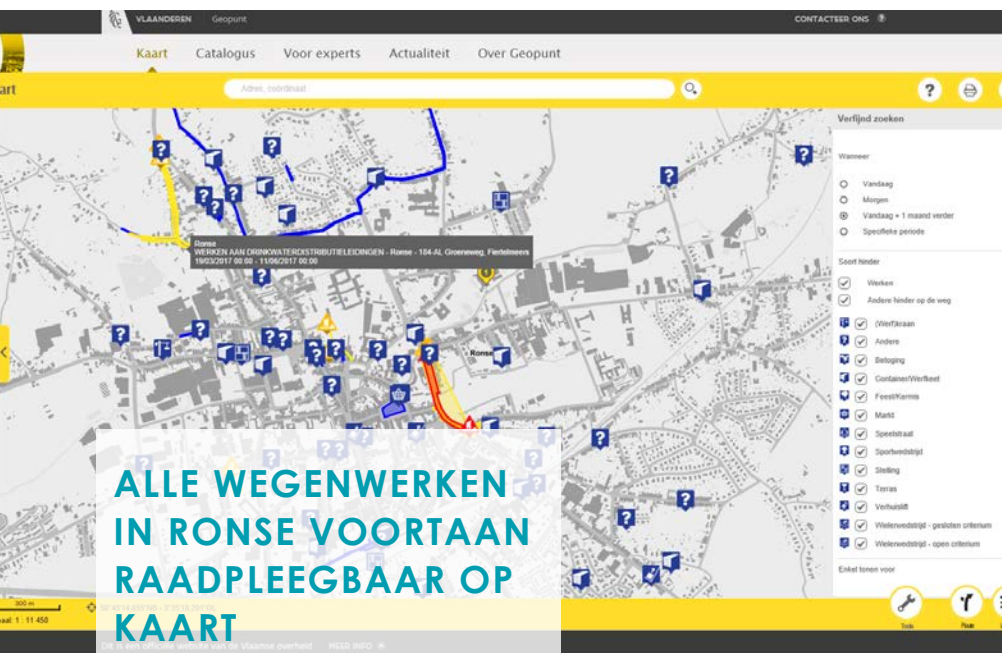 VLAANDEREN Geopunt CONTACTEER ONS ?
Kaart Catalogus Voor experts Actualiteit Over Geopunt
art Adres, coördinaat ?
Verfijnd zoeken
Wanneer
Vandaag
Morgen
Vandaag + 1 maand verder
Specifieke periode
Ronse
WERKEN AAN DRINKWATERDISTRIBUTIELEIDINGEN - Ronse - 184-AL Groeneweg, Fiertelmeers
19/03/2017 00:00 - 11/06/2017 00:00
Soort hinder
Werken
Andere hinder op de weg
(Werf)kraan
Andere
Betoging
Container/Werfkeet
Feest/Kermis
Markt
Speelstraat
Sportwedstrijd
Stelling
Terras
Verhuislift
Wielerwedstrijd - gesloten criterium
Wielerwedstrijd - open criterium
Enkel tonen voor
Ronse
ALLE WEGENWERKEN
IN RONSE VOORTAAN
RAADPLEEGBAAR OP
KAART
300 m
aal: 1 : 11 450
Tools Route
Dit is een officiële website van de Vlaamse overheid MEER INFO